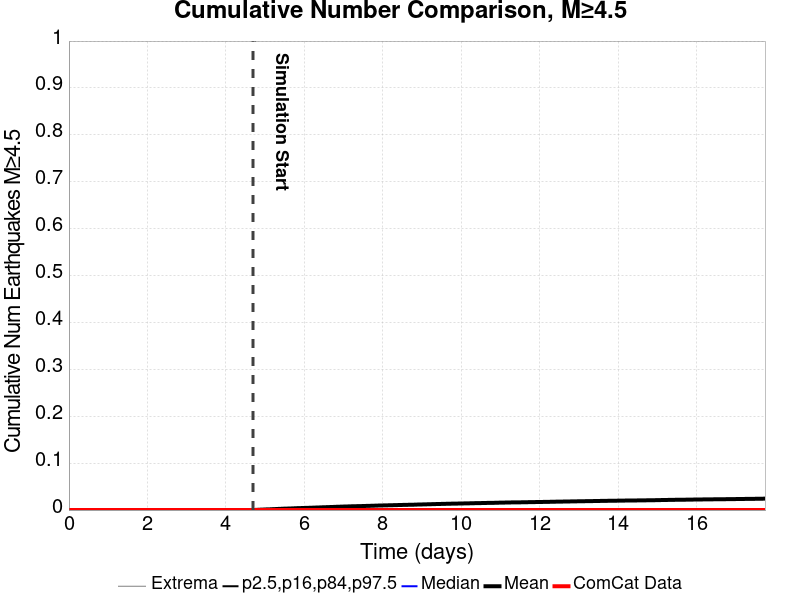 Cumulative Number Comparison, M≥4.5
Cumulative Num Earthquakes M≥4.5
1
0.9
0.8
0.7
0.6
0.5
0.4
0.3
0.2
0.1
0
Simulation Start
0 2 4 6 8 10 12 14 16
Time (days)
Extrema p2.5,p16,p84,p97.5 Median Mean ComCat Data